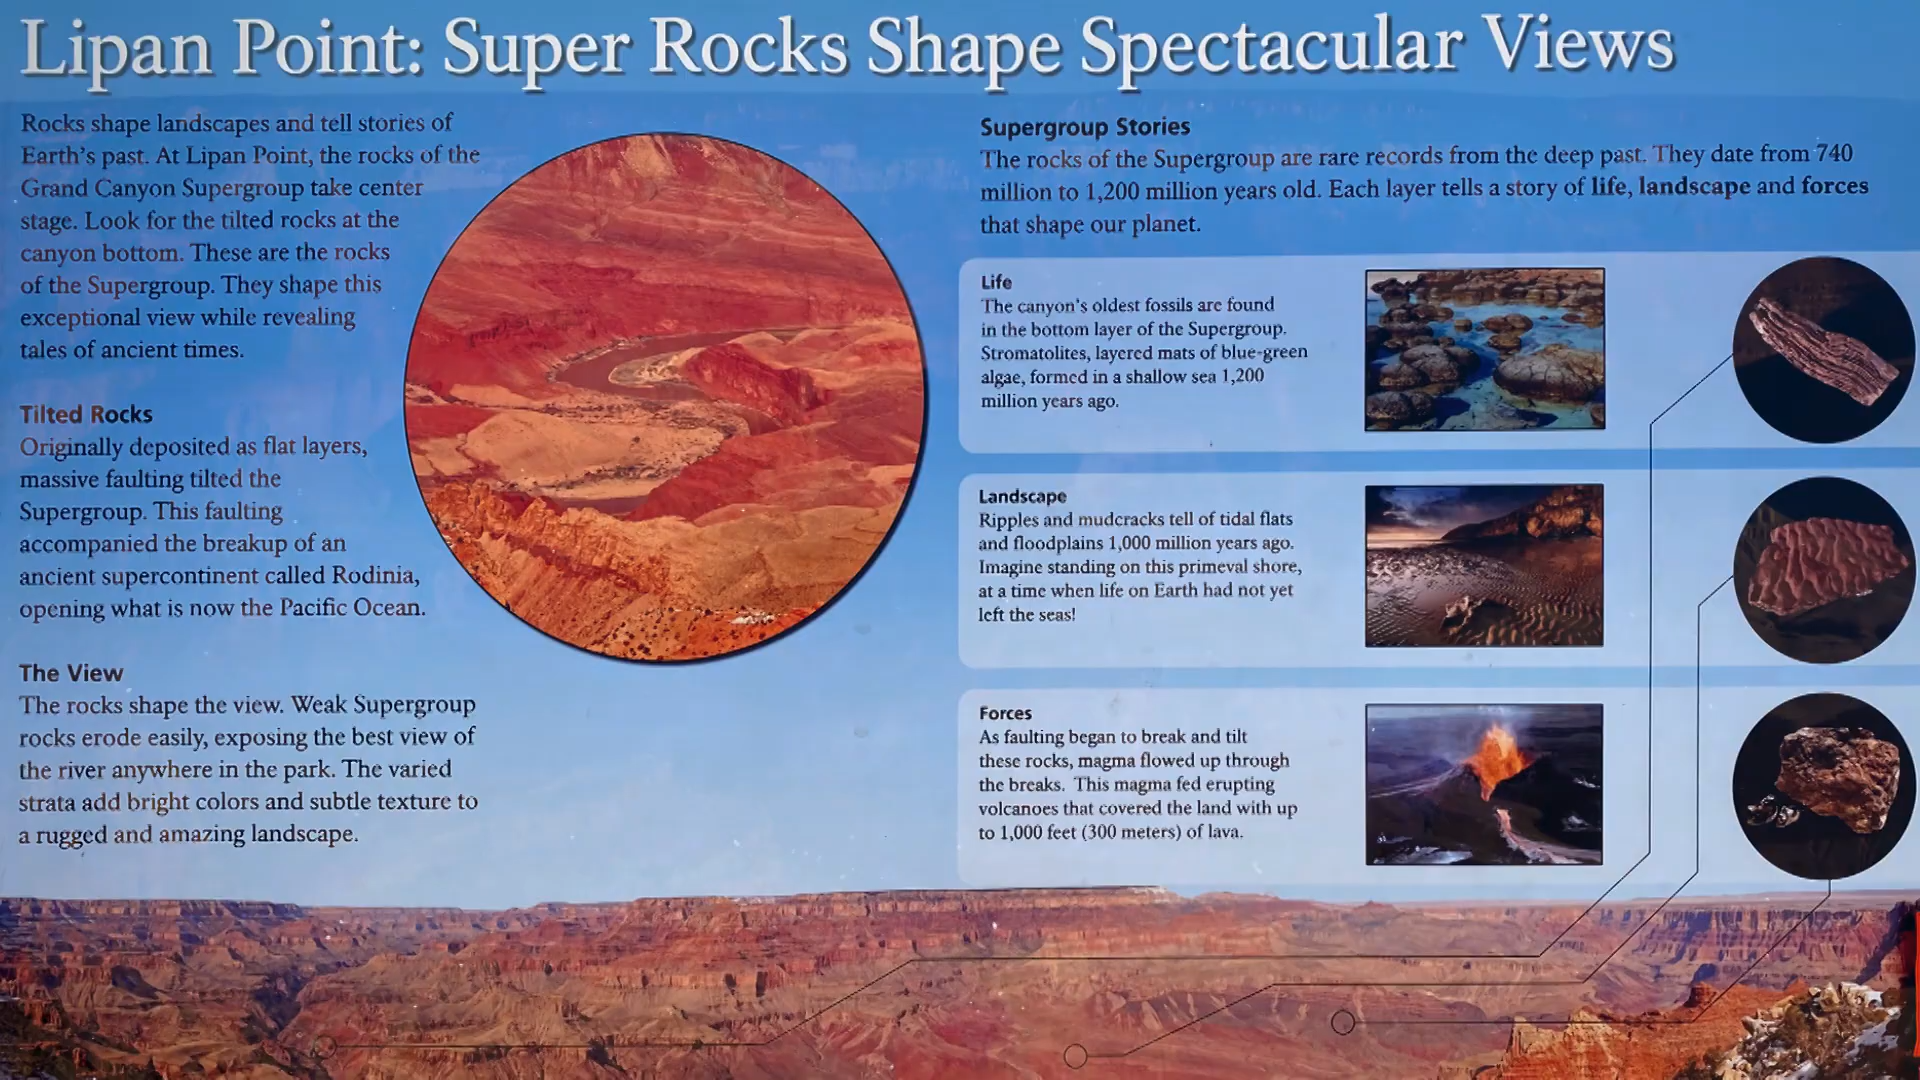 Lipan Point: Super Rocks Shape Spectacular Views
Rocks shape landscapes and tell stories of
Earth's past. At Lipan Point, the rocks of the
Grand Canyon Supergroup take center
stage. Look for the tilted rocks at the
canyon bottom. These are the rocks
of the Supergroup. They shape this
exceptional view while revealing
tales of ancient times.
Tilted Rocks
Originally deposited as flat layers,
massive faulting tilted the
Supergroup. This faulting
accompanied the breakup of an
ancient supercontinent called Rodinia,
opening what is now the Pacific Ocean.
The View
The rocks shape the view. Weak Supergroup
rocks erode easily, exposing the best view of
the river anywhere in the park. The varied
strata add bright colors and subtle texture to
a rugged and amazing landscape.
Supergroup Stories
The rocks of the Supergroup are rare records from the deep past. They date from 740
million to 1,200 million years old. Each layer tells a story of life, landscape and forces
that shape our planet.
Life
The canyon's oldest fossils are found
in the bottom layer of the Supergroup.
Stromatolites, layered mats of blue-green
algae, formed in a shallow sea 1,200
million years ago.
Landscape
Ripples and mudcracks tell of tidal flats
and floodplains 1,000 million years ago.
Imagine standing on this primeval shore,
at a time when life on Earth had not yet
left the seas!
Forces
As faulting began to break and tilt
these rocks, magma flowed up through
the breaks. This magma fed erupting
volcanoes that covered the land with up
to 1,000 feet (300 meters) of lava.